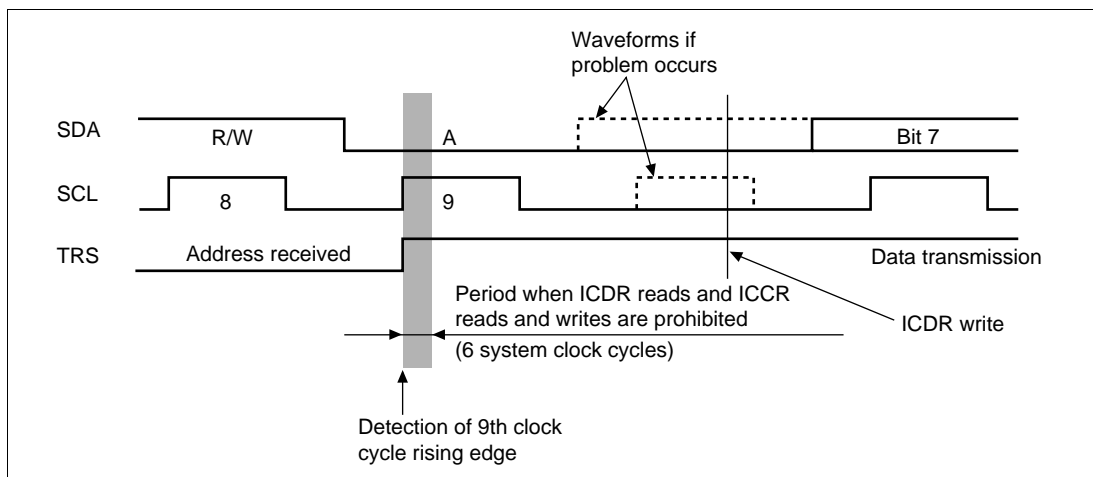 Waveforms if
problem occurs
SDA
R/W
A
Bit 7
SCL
8
9
TRS
Address received
Data transmission
Period when ICDR reads and ICCR
reads and writes are prohibited
(6 system clock cycles)
ICDR write
Detection of 9th clock
cycle rising edge